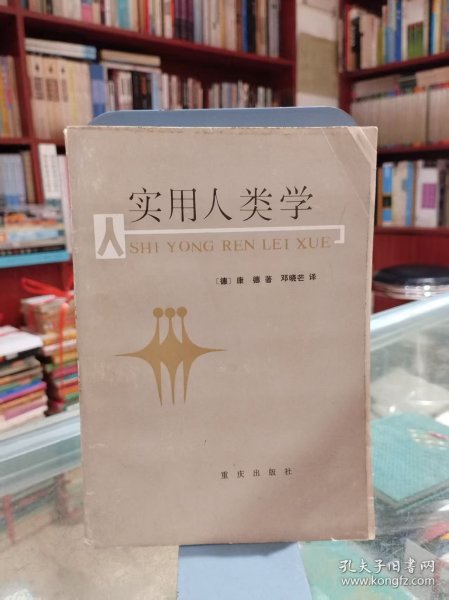 实用人类学
人
SHI YONG REN LEI XUE
〔德〕康 德 著 邓晓芒 译
重庆出版社
孔夫子旧书网
www.kongfz.com